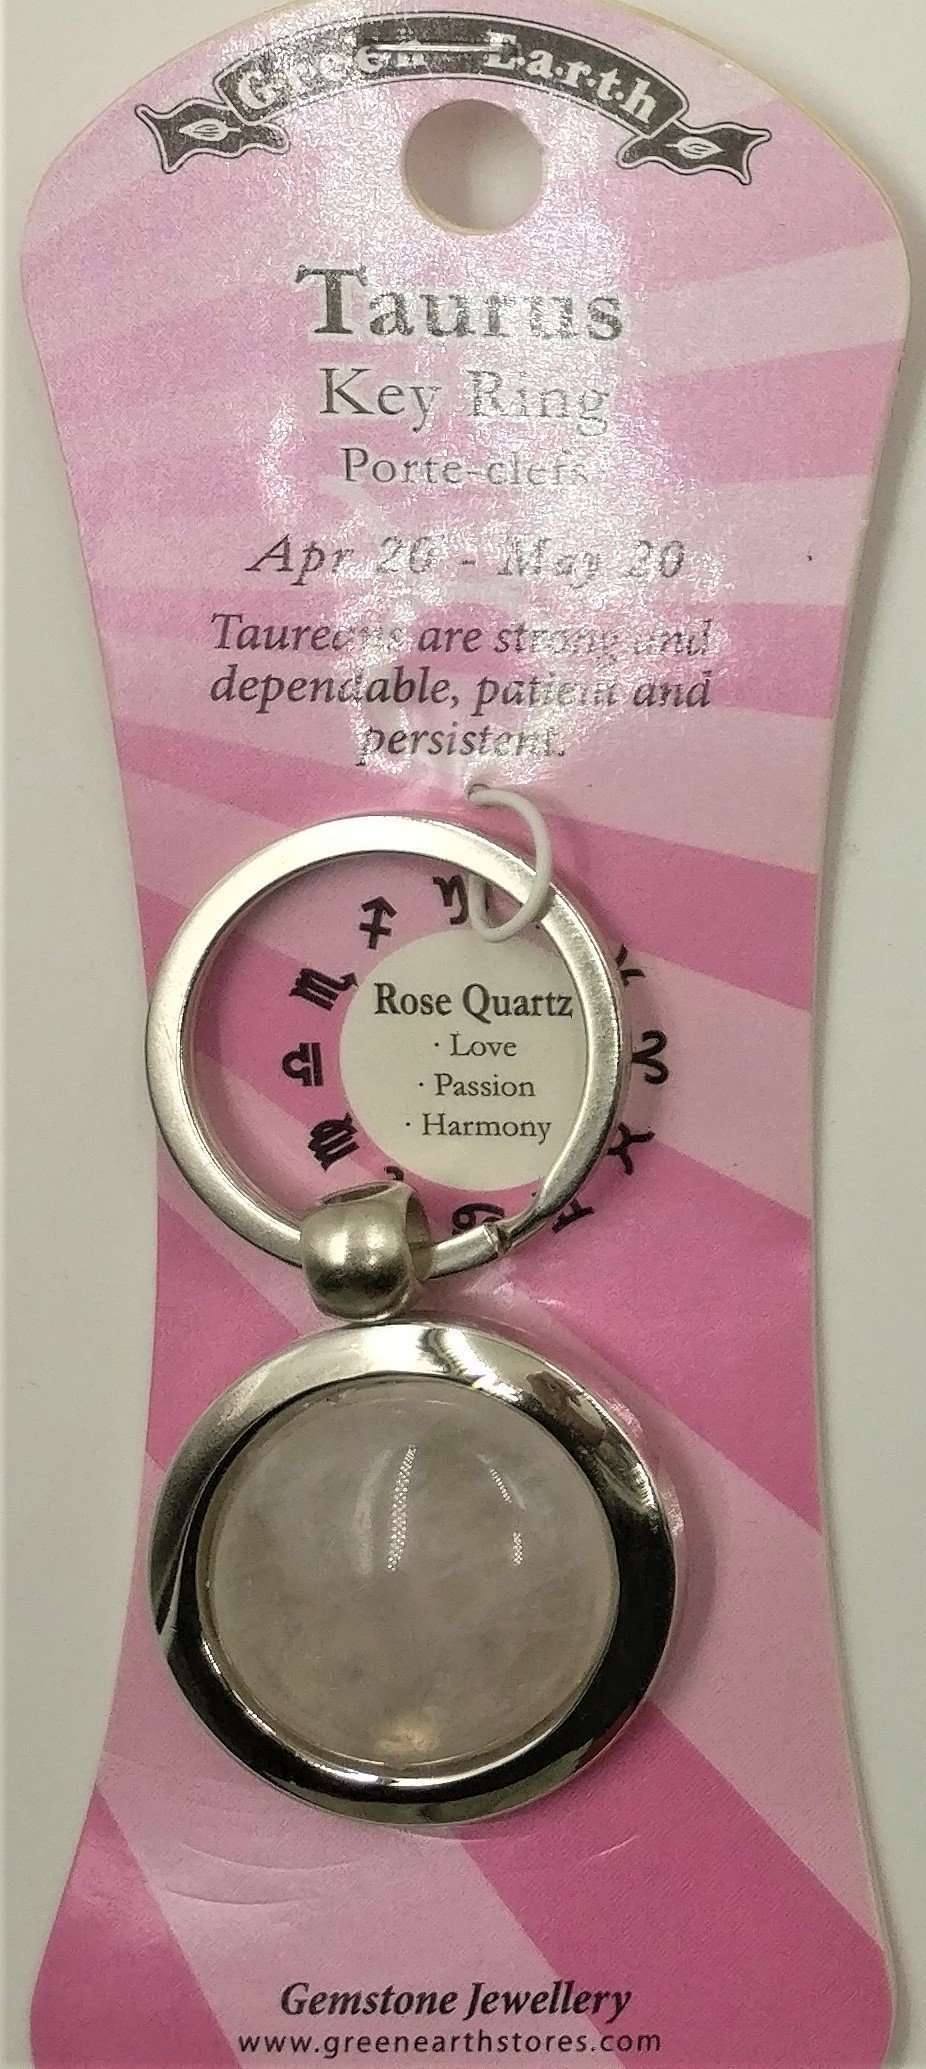 Green Earth
Taurus
Key Ring
Porte-clefs
Apr 20 - May 20
Taureans are strong and
dependable, patient and
persistent.
Rose Quartz
· Love
· Passion
· Harmony
Gemstone Jewellery
www.greenearthstores.com